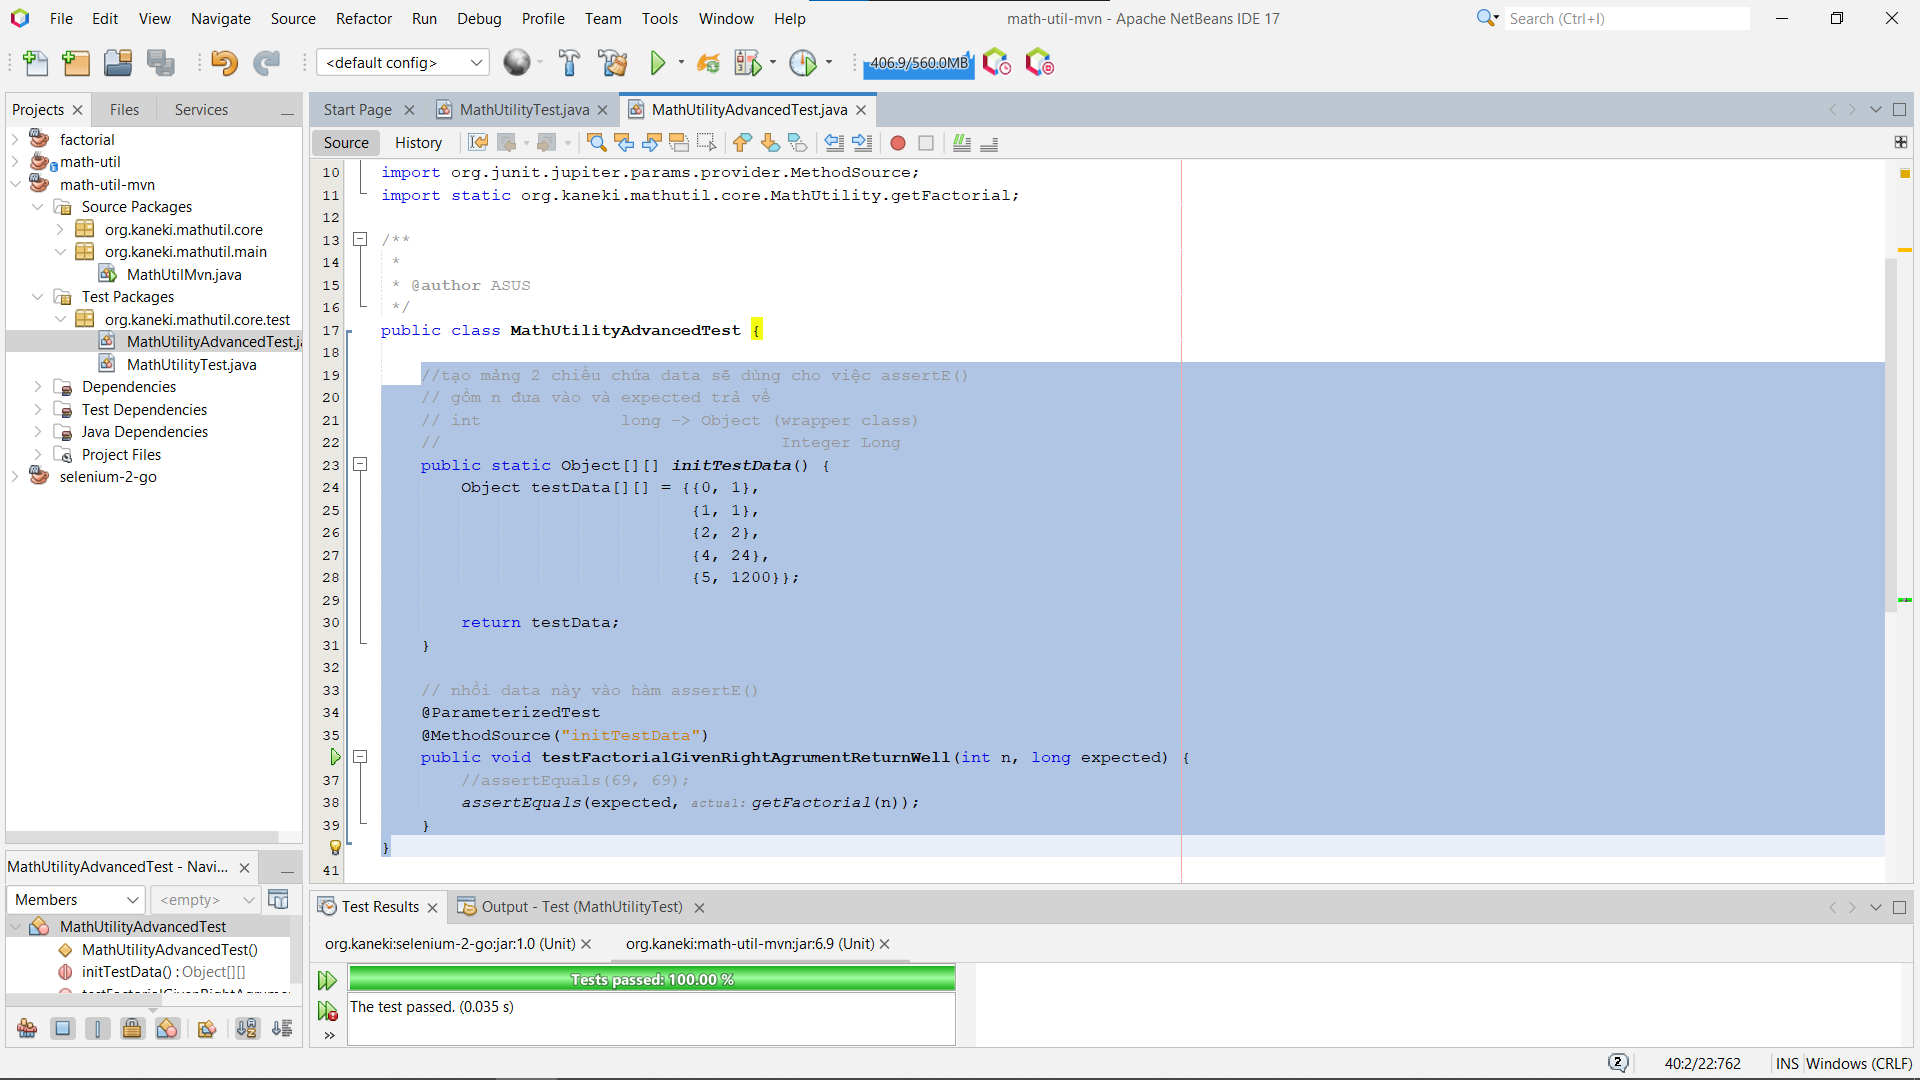 File Edit View Navigate Source Refactor Run Debug Profile Team Tools Window Help
math-util-mvn - Apache NetBeans IDE 17
Search (Ctrl+I)
<default config>
406.9/560.0MB
Projects
Files
Services
factorial
math-util
math-util-mvn
Source Packages
org.kaneki.mathutil.core
org.kaneki.mathutil.main
MathUtilMvn.java
Test Packages
org.kaneki.mathutil.core.test
MathUtilityAdvancedTest.ja
MathUtilityTest.java
Dependencies
Test Dependencies
Java Dependencies
Project Files
selenium-2-go
MathUtilityAdvancedTest - Navi...
Members
<empty>
MathUtilityAdvancedTest
MathUtilityAdvancedTest()
initTestData() : Object[][]
Start Page
MathUtilityTest.java
MathUtilityAdvancedTest.java
Source History
10 import org.junit.jupiter.params.provider.MethodSource;
11 import static org.kaneki.mathutil.core.MathUtility.getFactorial;
12
13 /**
14 *
15 * @author ASUS
16 */
17 public class MathUtilityAdvancedTest {
18
19 //tạo mảng 2 chiều chứa data sẽ dùng cho việc assertE()
20 // gồm n đưa vào và expected trả về
21 // int long -> Object (wrapper class)
22 // Integer Long
23 public static Object[][] initTestData() {
24 Object testData[][] = {{0, 1},
25 {1, 1},
26 {2, 2},
27 {4, 24},
28 {5, 1200}};
29
30 return testData;
31 }
32
33 // nhồi data này vào hàm assertE()
34 @ParameterizedTest
35 @MethodSource("initTestData")
public void testFactorialGivenRightAgrumentReturnWell(int n, long expected) {
37 //assertEquals(69, 69);
38 assertEquals(expected, actual: getFactorial(n));
39 }
}
41
Test Results
Output - Test (MathUtilityTest)
org.kaneki:selenium-2-go:jar:1.0 (Unit)
org.kaneki:math-util-mvn:jar:6.9 (Unit)
Tests passed: 100.00 %
The test passed. (0.035 s)
2
40:2/22:762
INS
Windows (CRLF)